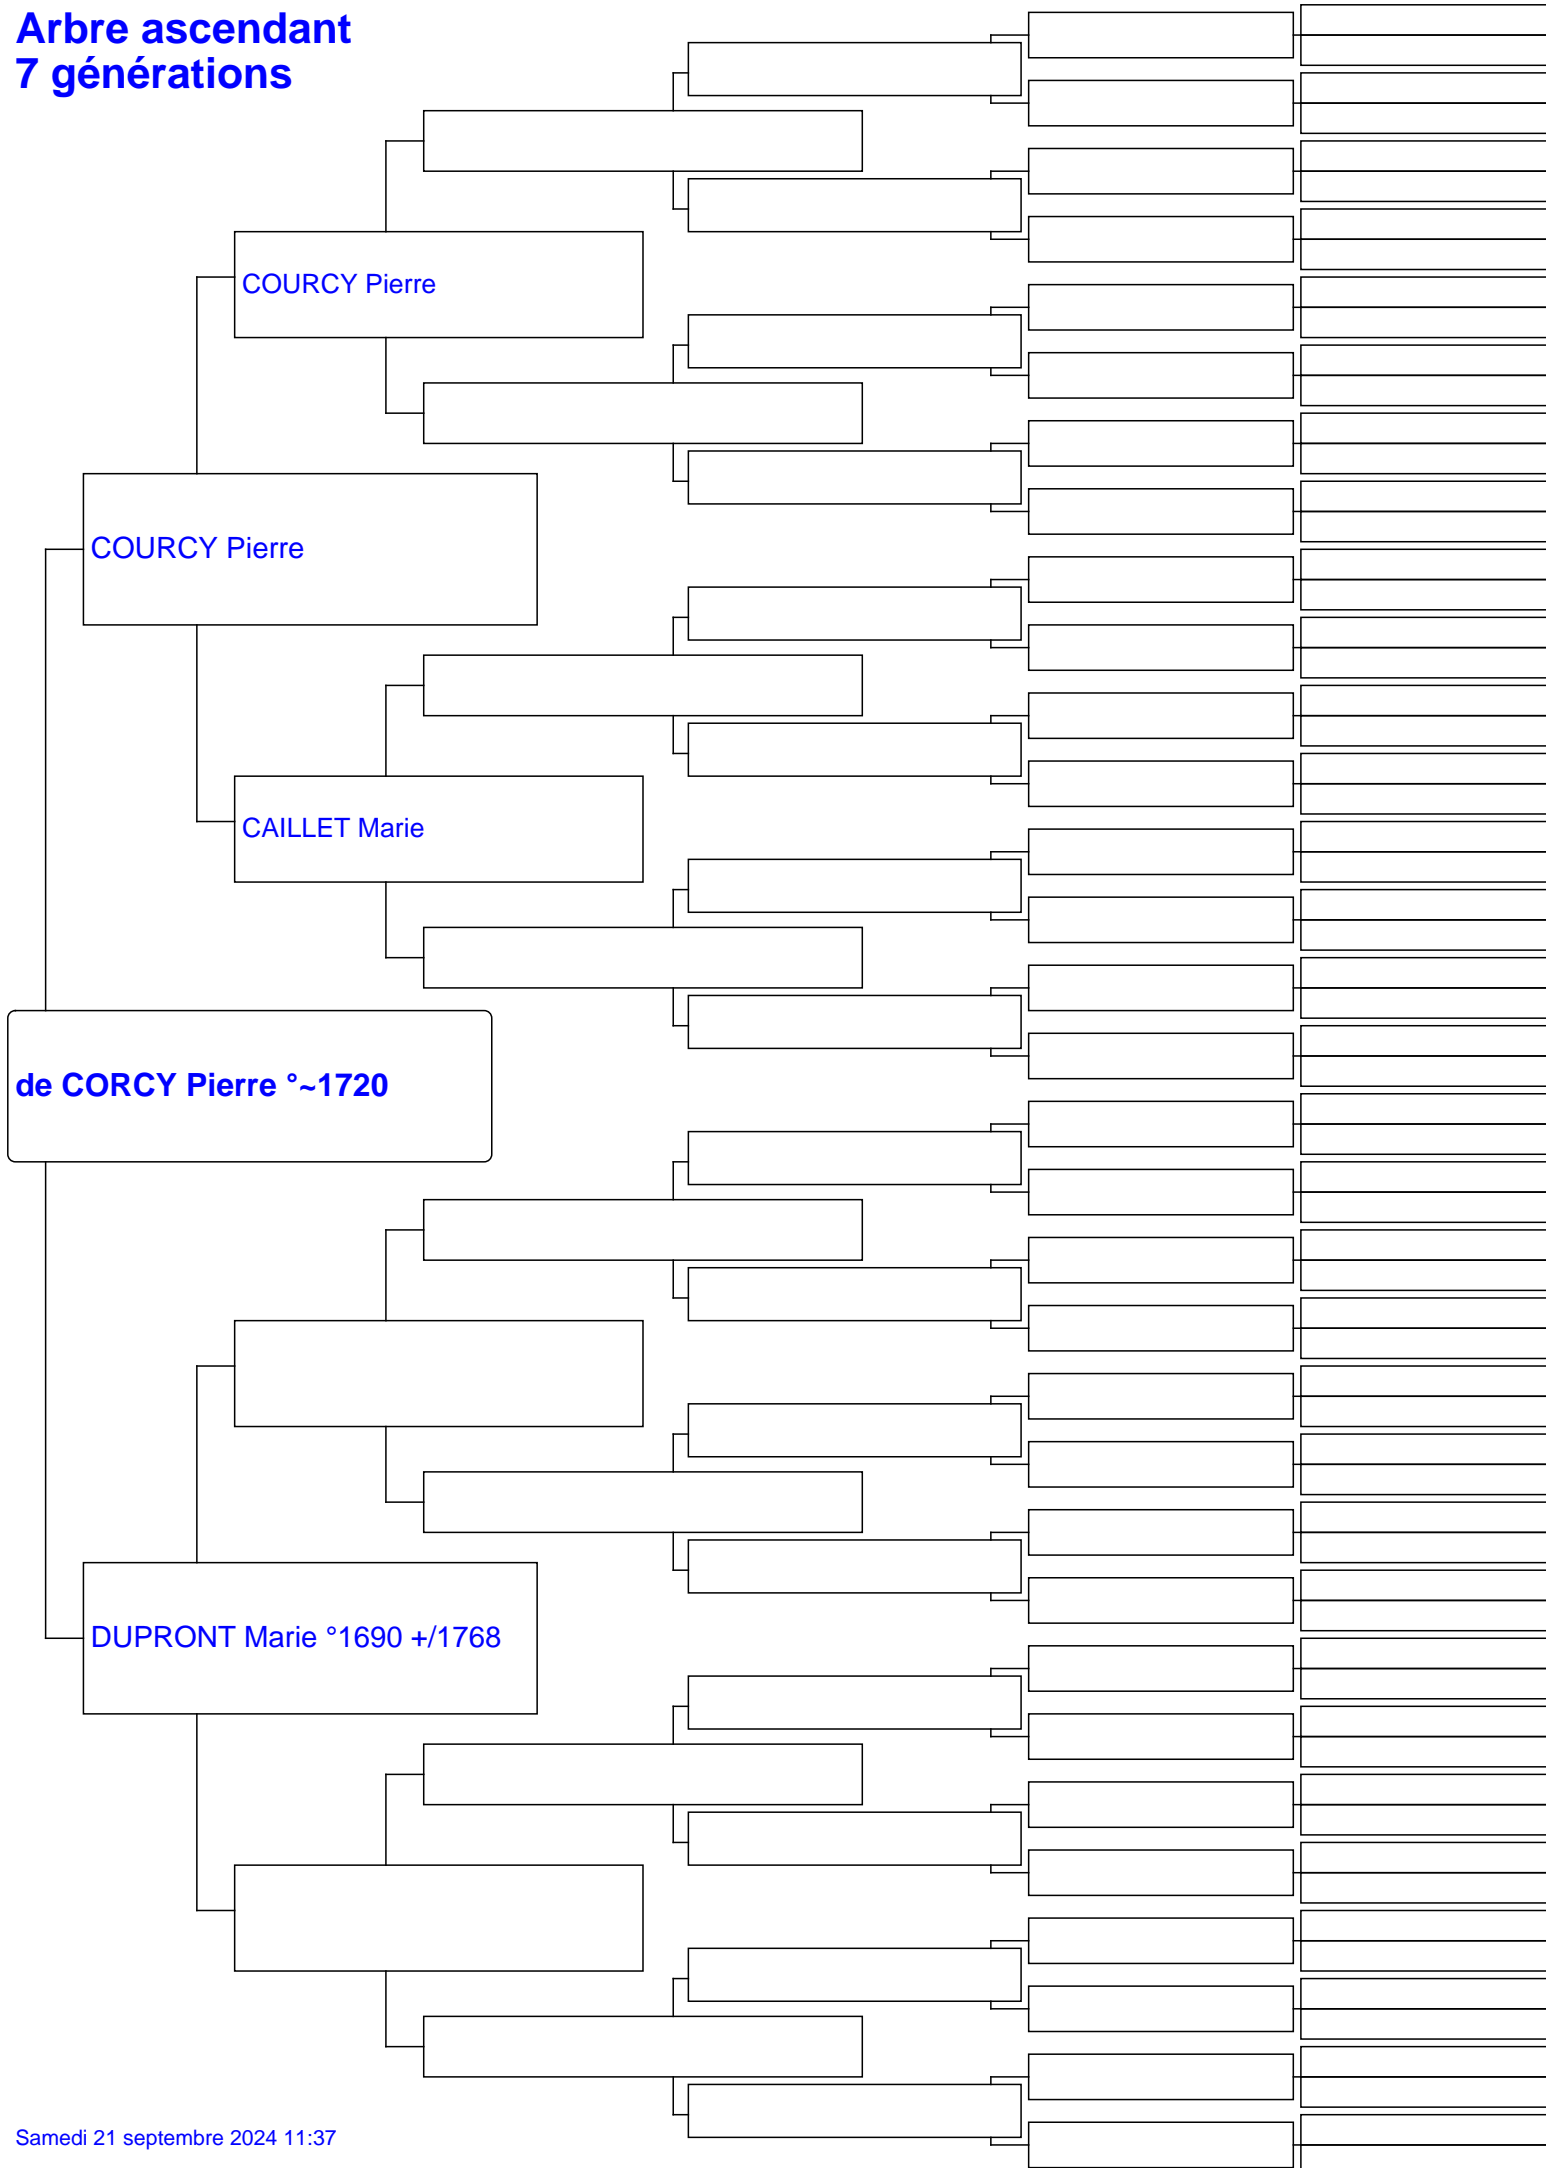 Arbre ascendant
7 générations
COURCY Pierre
COURCY Pierre
CAILLET Marie
de CORCY Pierre °~1720
DUPRONT Marie °1690 +/1768
Samedi 21 septembre 2024 11:37